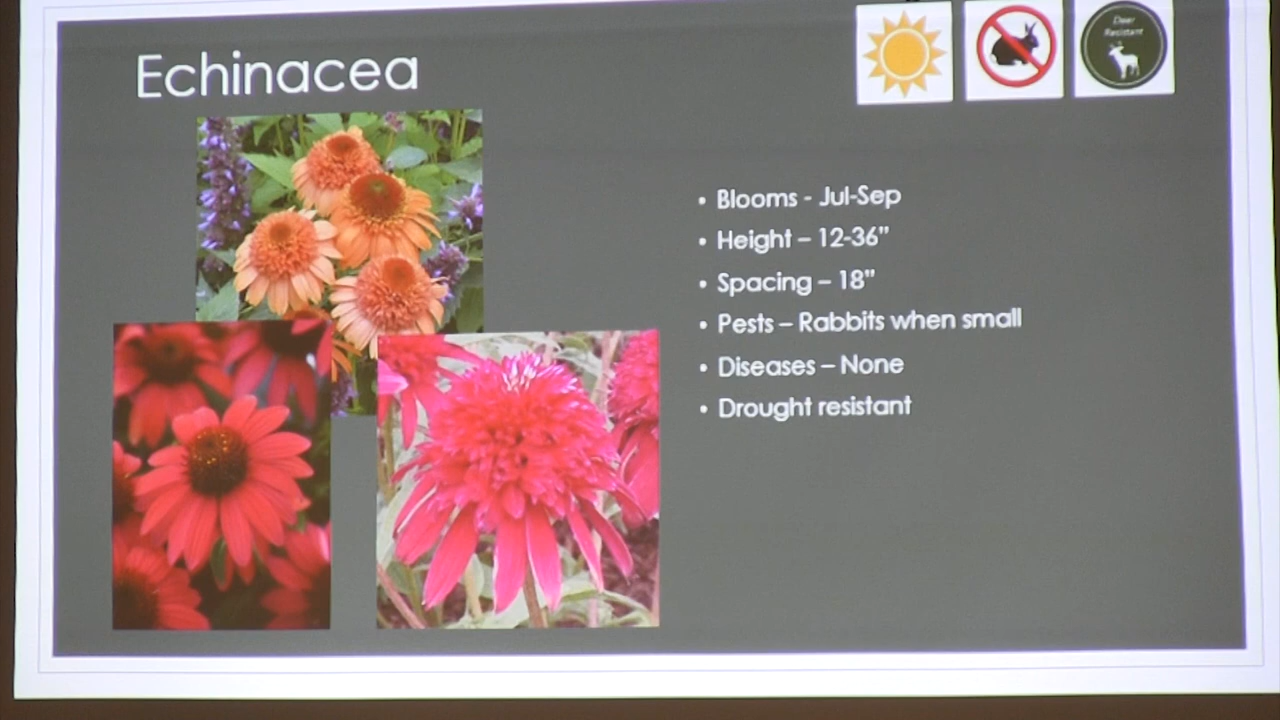 Echinacea
Deer
Resistant
• Blooms - Jul-Sep
• Height – 12-36"
• Spacing – 18"
• Pests – Rabbits when small
• Diseases – None
• Drought resistant